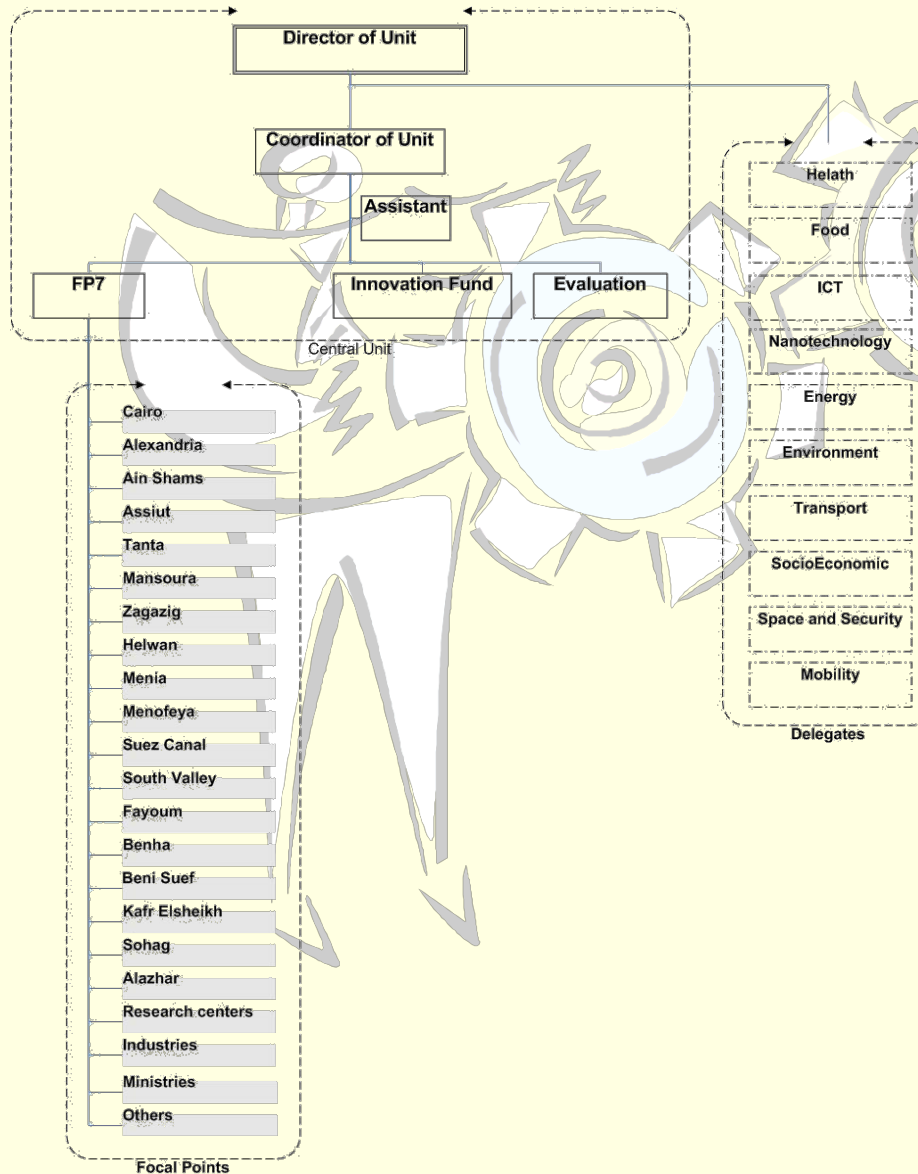 Director of Unit
Coordinator of Unit
Assistant
FP7
Innovation Fund
Evaluation
Central Unit
Cairo
Alexandria
Ain Shams
Assiut
Tanta
Mansoura
Zagazig
Helwan
Menia
Menofeya
Suez Canal
South Valley
Fayoum
Benha
Beni Suef
Kafr Elsheikh
Sohag
Alazhar
Research centers
Industries
Ministries
Others
Focal Points
Helath
Food
ICT
Nanotechnology
Energy
Environment
Transport
SocioEconomic
Space and Security
Mobility
Delegates